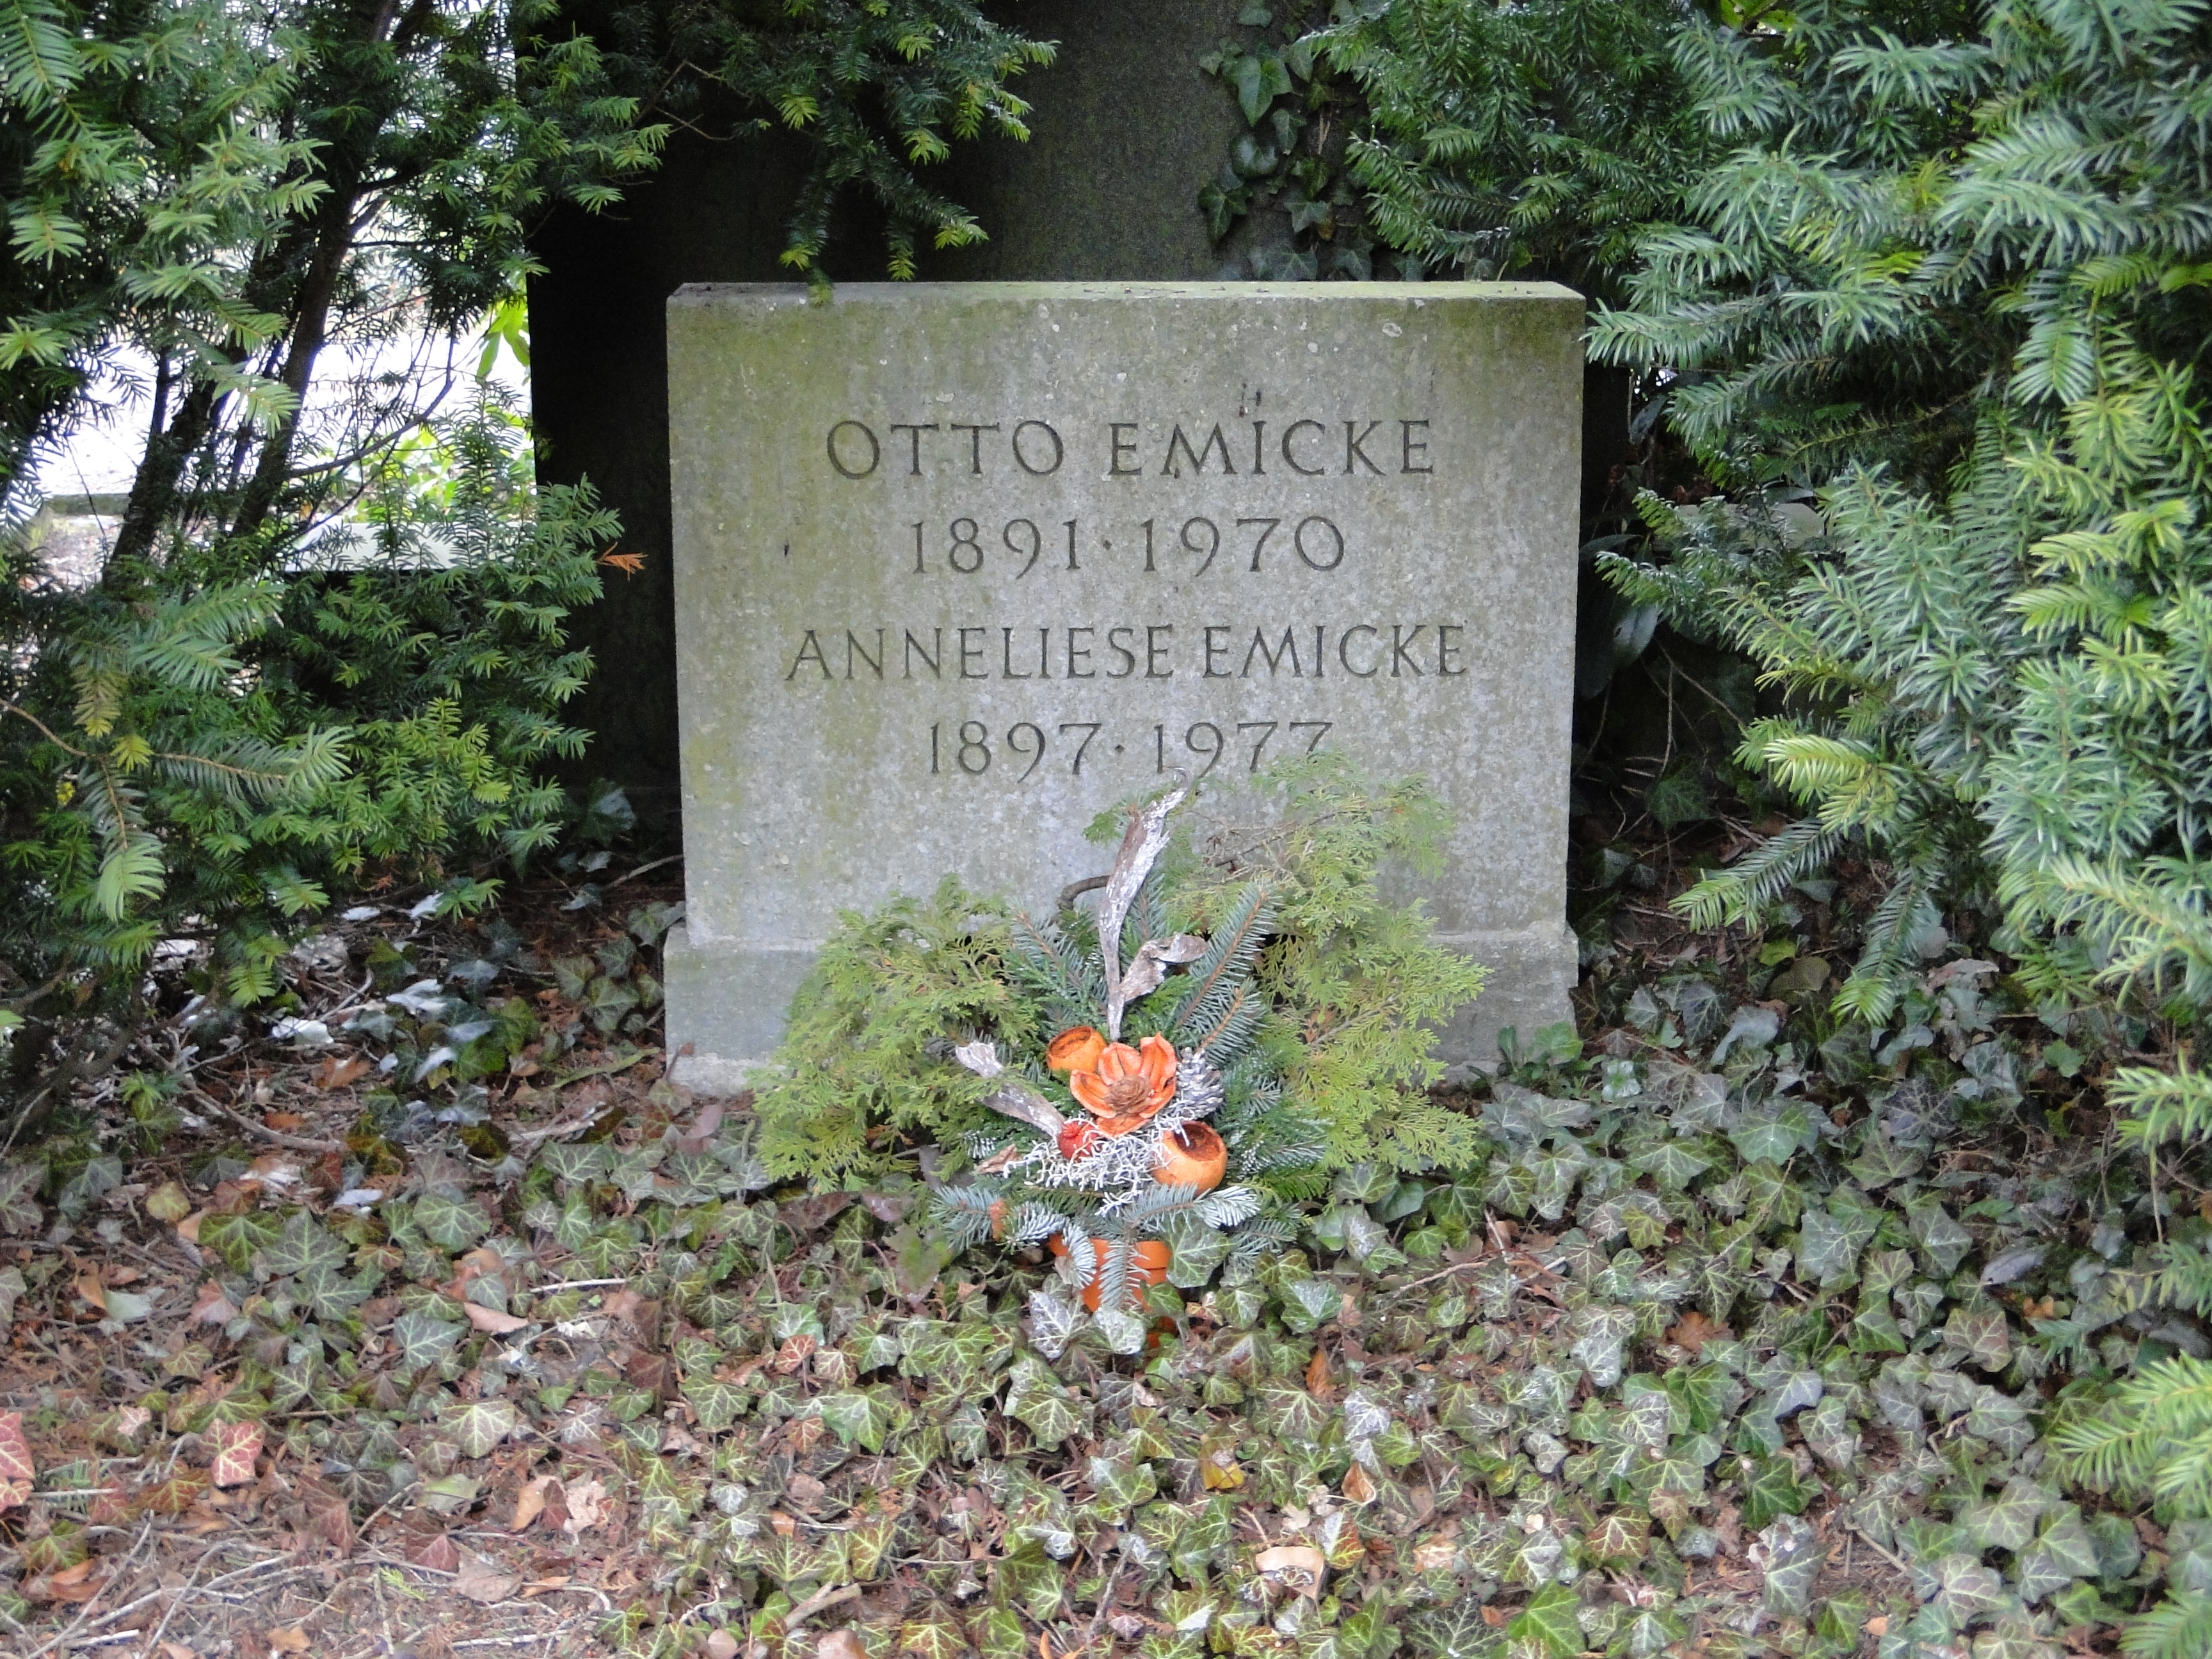 OTTO EMICKE
1891·1970
ANNELIESE EMICKE
1897·1977